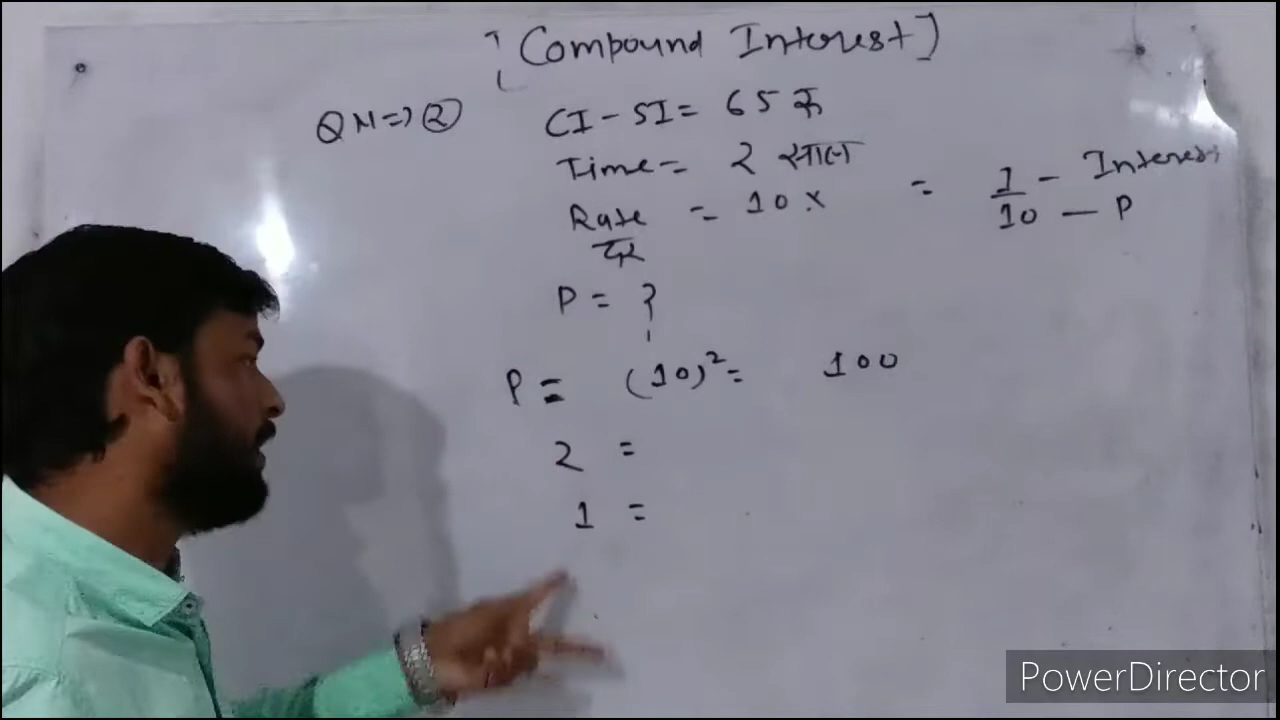 [Compound Interest]
QN=> ②
CI - SI = 65 रू
Time = 2 साल
Rate = 10% = 1/10 - Interest - P
दर
P = ?
P = (10)² = 100
2 =
1 =
PowerDirector